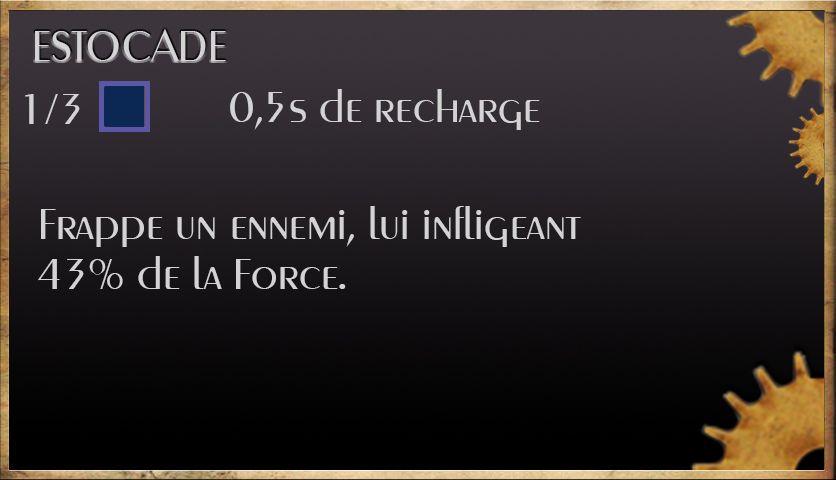 ESTOCADE
1/3 0,5s de recharge
Frappe un ennemi, lui infligeant
43% de la Force.